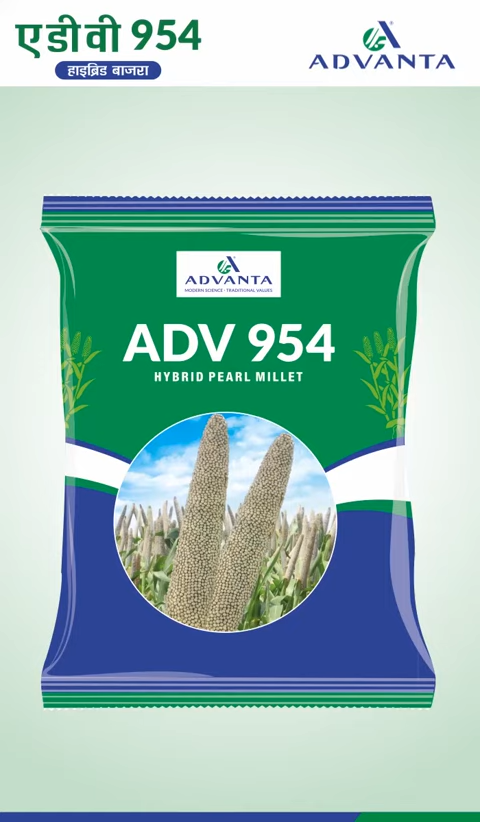 एडीवी 954
हाइब्रिड बाजरा
ADVANTA
ADVANTA
MODERN SCIENCE · TRADITIONAL VALUES
ADV 954
HYBRID PEARL MILLET